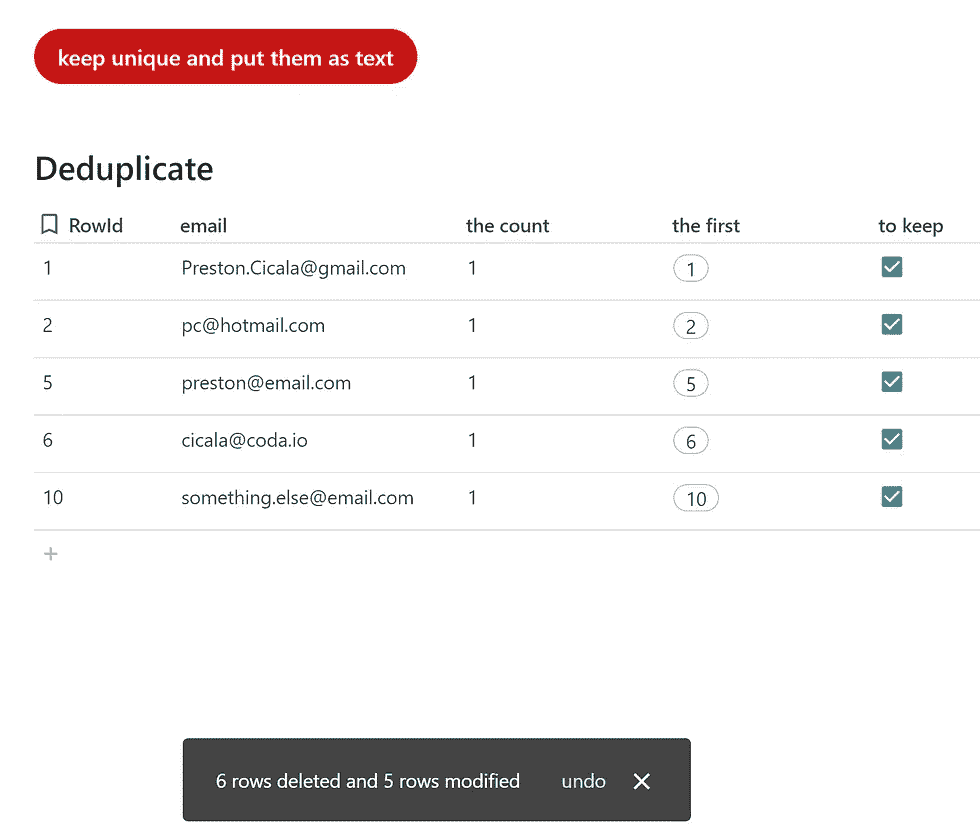 keep unique and put them as text
Deduplicate
RowId email the count the first to keep
1 Preston.Cicala@gmail.com 1 1
2 pc@hotmail.com 1 2
5 preston@email.com 1 5
6 cicala@coda.io 1 6
10 something.else@email.com 1 10
+
6 rows deleted and 5 rows modified undo